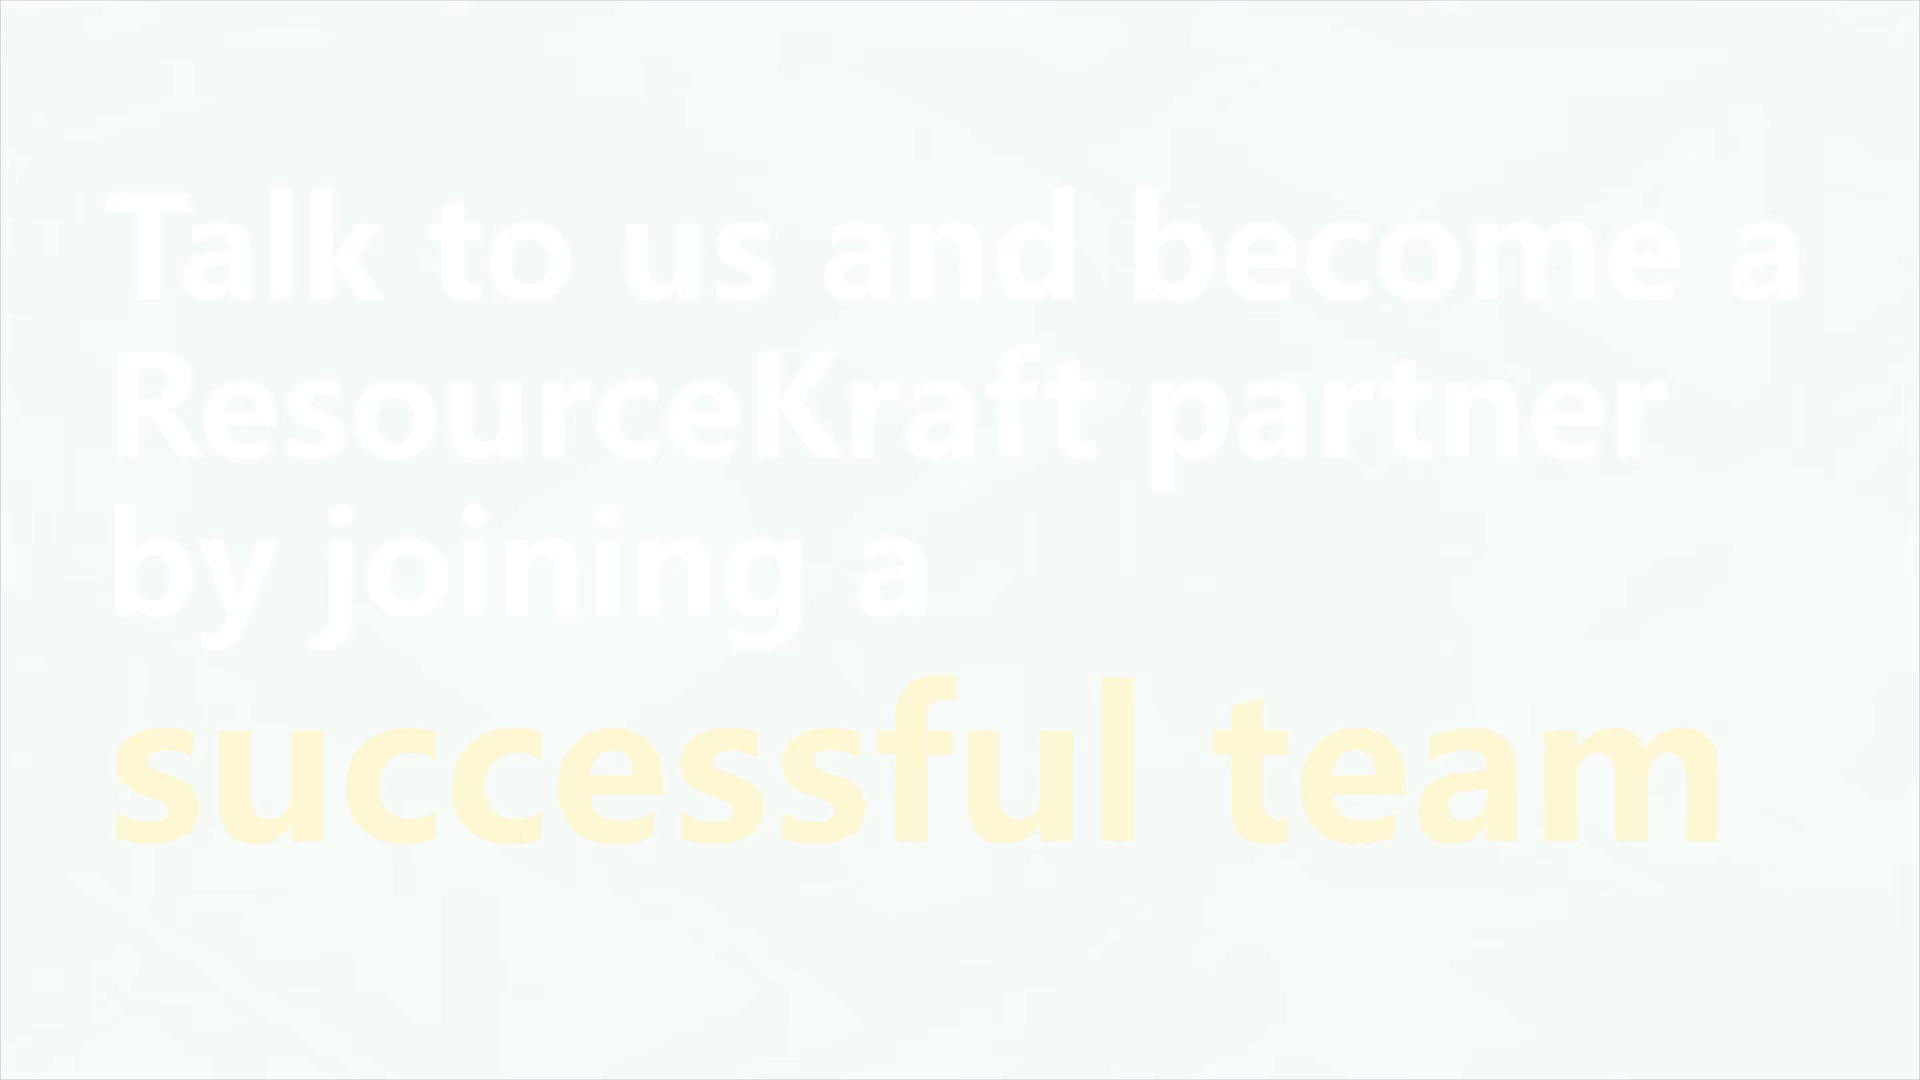 Talk to us and become a
ResourceKraft partner
by joining a
successful team